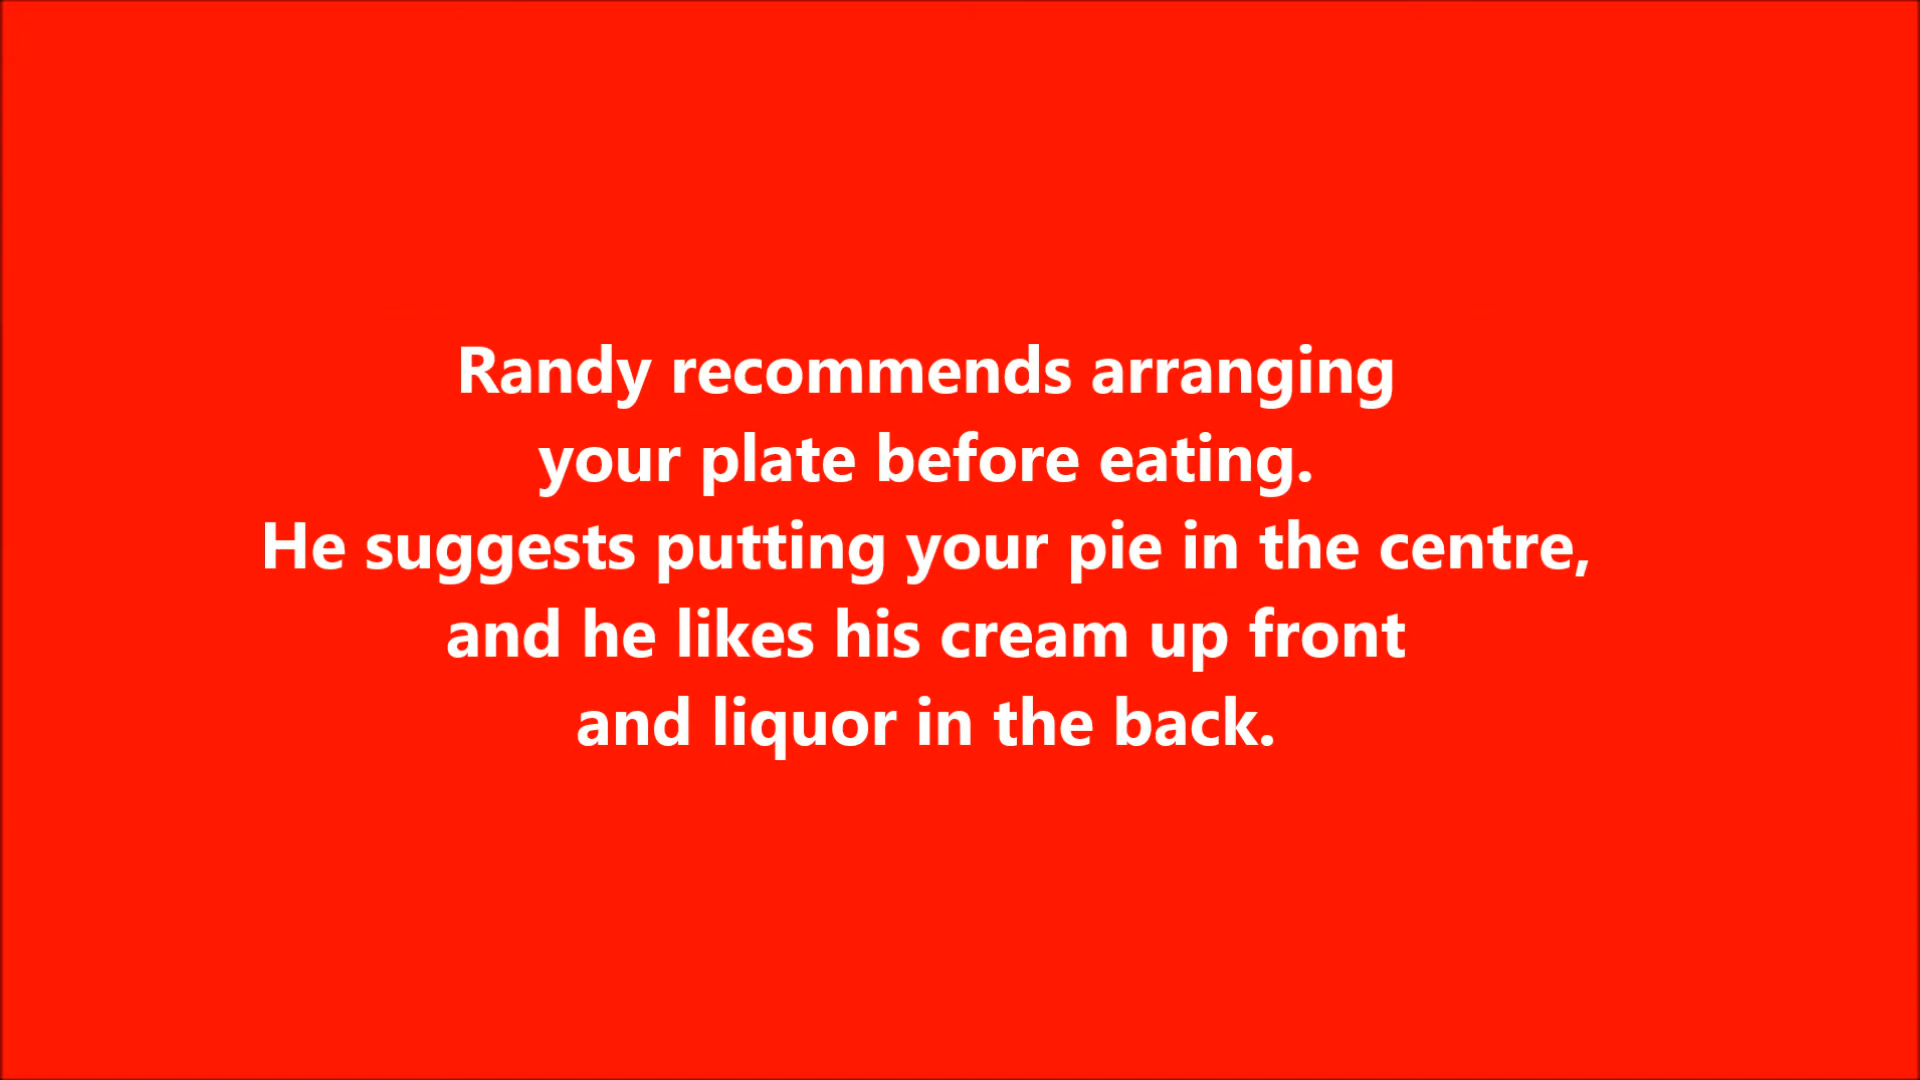 Randy recommends arranging
your plate before eating.
He suggests putting your pie in the centre,
and he likes his cream up front
and liquor in the back.